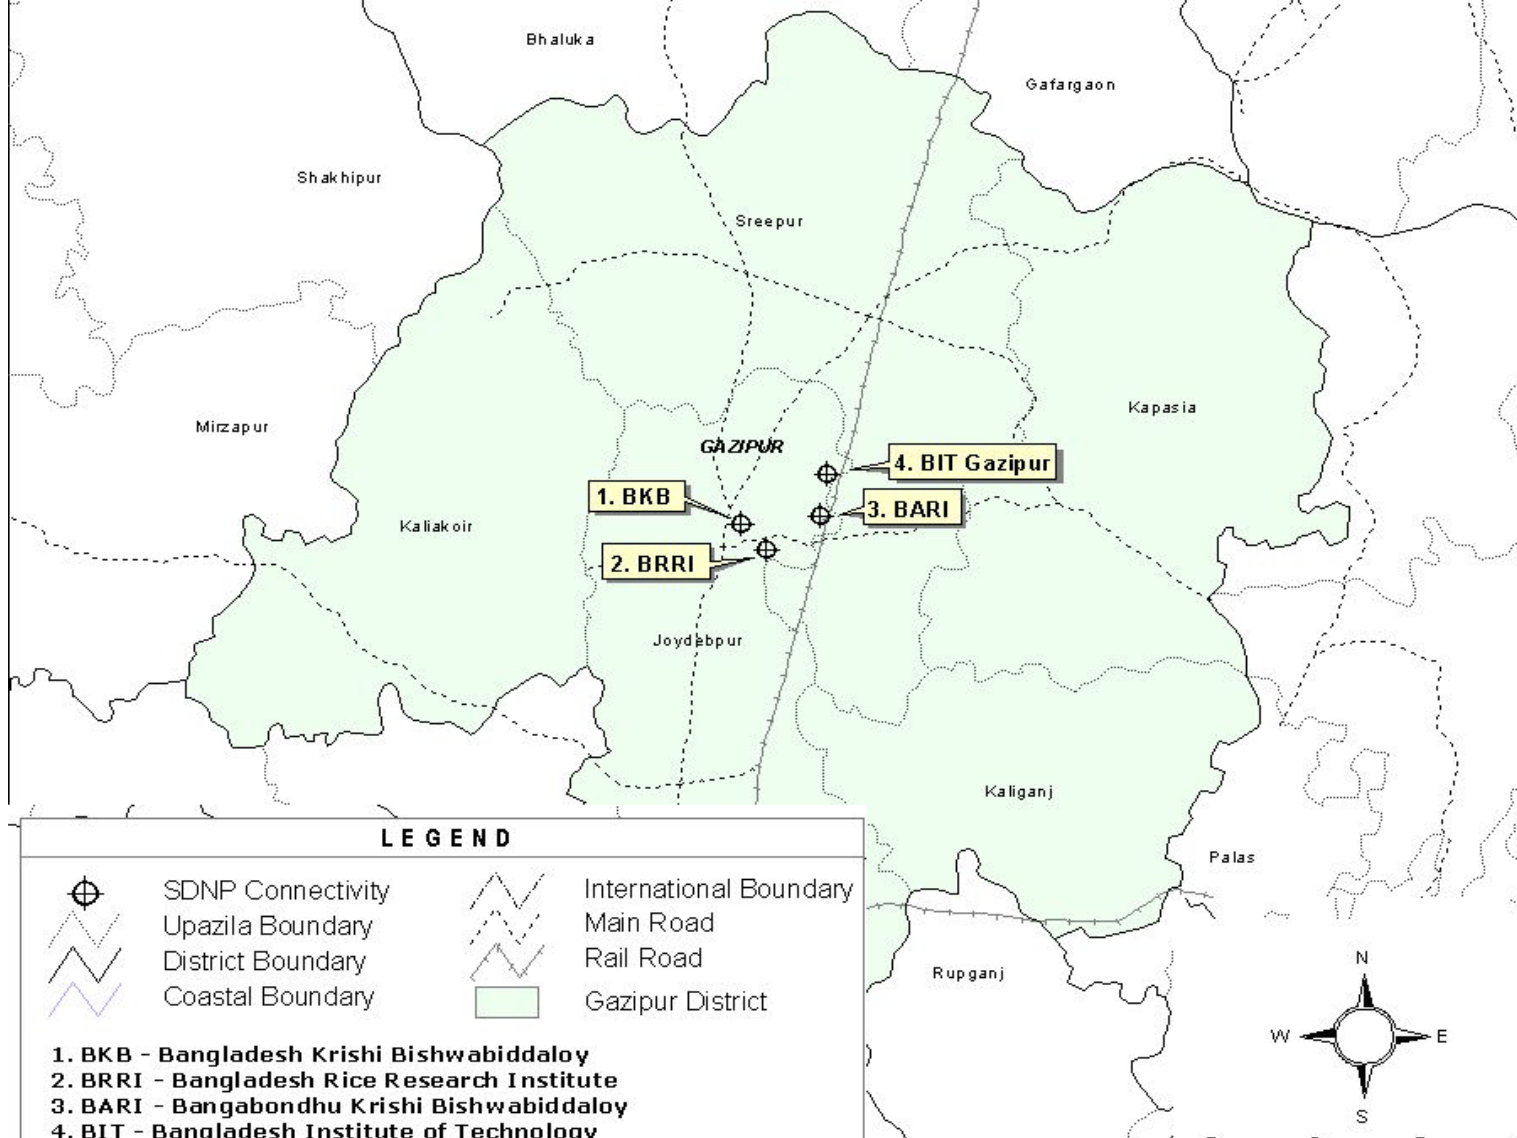 Bhaluka
Gafargaon
Shakhipur
Sreepur
Mirzapur
Kapasia
GAZIPUR
4. BIT Gazipur
1. BKB
3. BARI
Kaliakoir
2. BRRI
Joydebpur
Kaliganj
Palas
Rupganj
LEGEND
SDNP Connectivity
Upazila Boundary
District Boundary
Coastal Boundary
International Boundary
Main Road
Rail Road
Gazipur District
1. BKB - Bangladesh Krishi Bishwabiddaloy
2. BRRI - Bangladesh Rice Research Institute
3. BARI - Bangabondhu Krishi Bishwabiddaloy
4. BIT - Bangladesh Institute of Technology
N
W
E
S